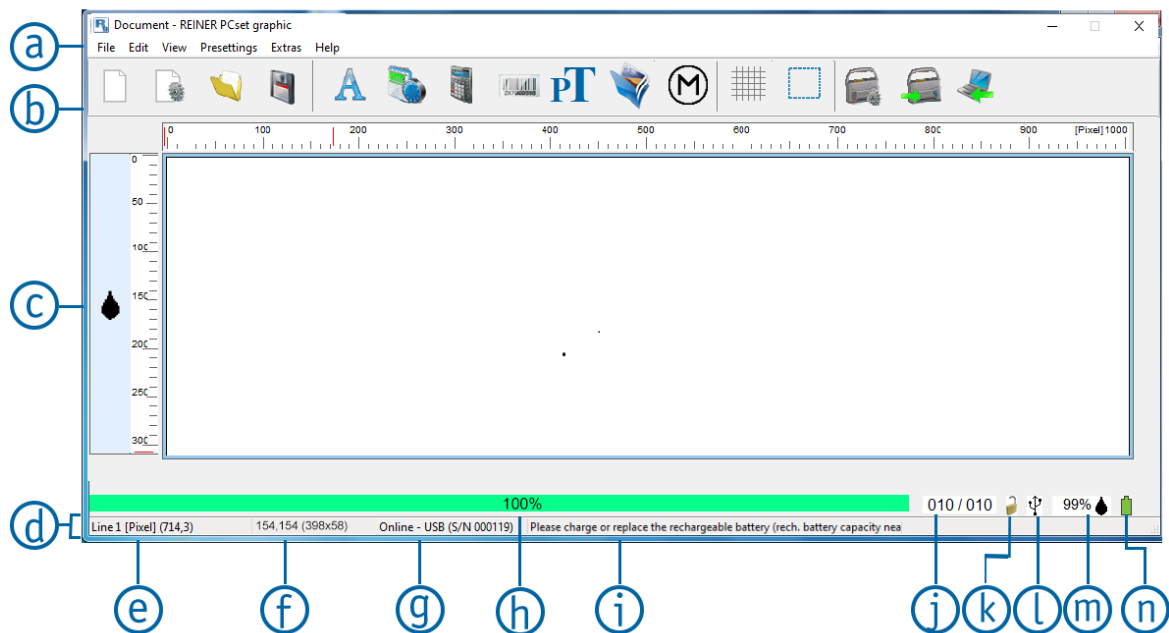 Document - REINER PCset graphic
a
File Edit View Presettings Extras Help
b
A
ZK7U00098
PT
M
0 100 200 300 400 500 600 700 800 900 [Pixel] 1000
0
50
100
c
150
200
250
300
100%
010 / 010 99%
d
Line 1 [Pixel] (714,3) 154,154 (398x58) Online - USB (S/N 000119) Please charge or replace the rechargeable battery (rech. battery capacity nea
e f g h i j k l m n